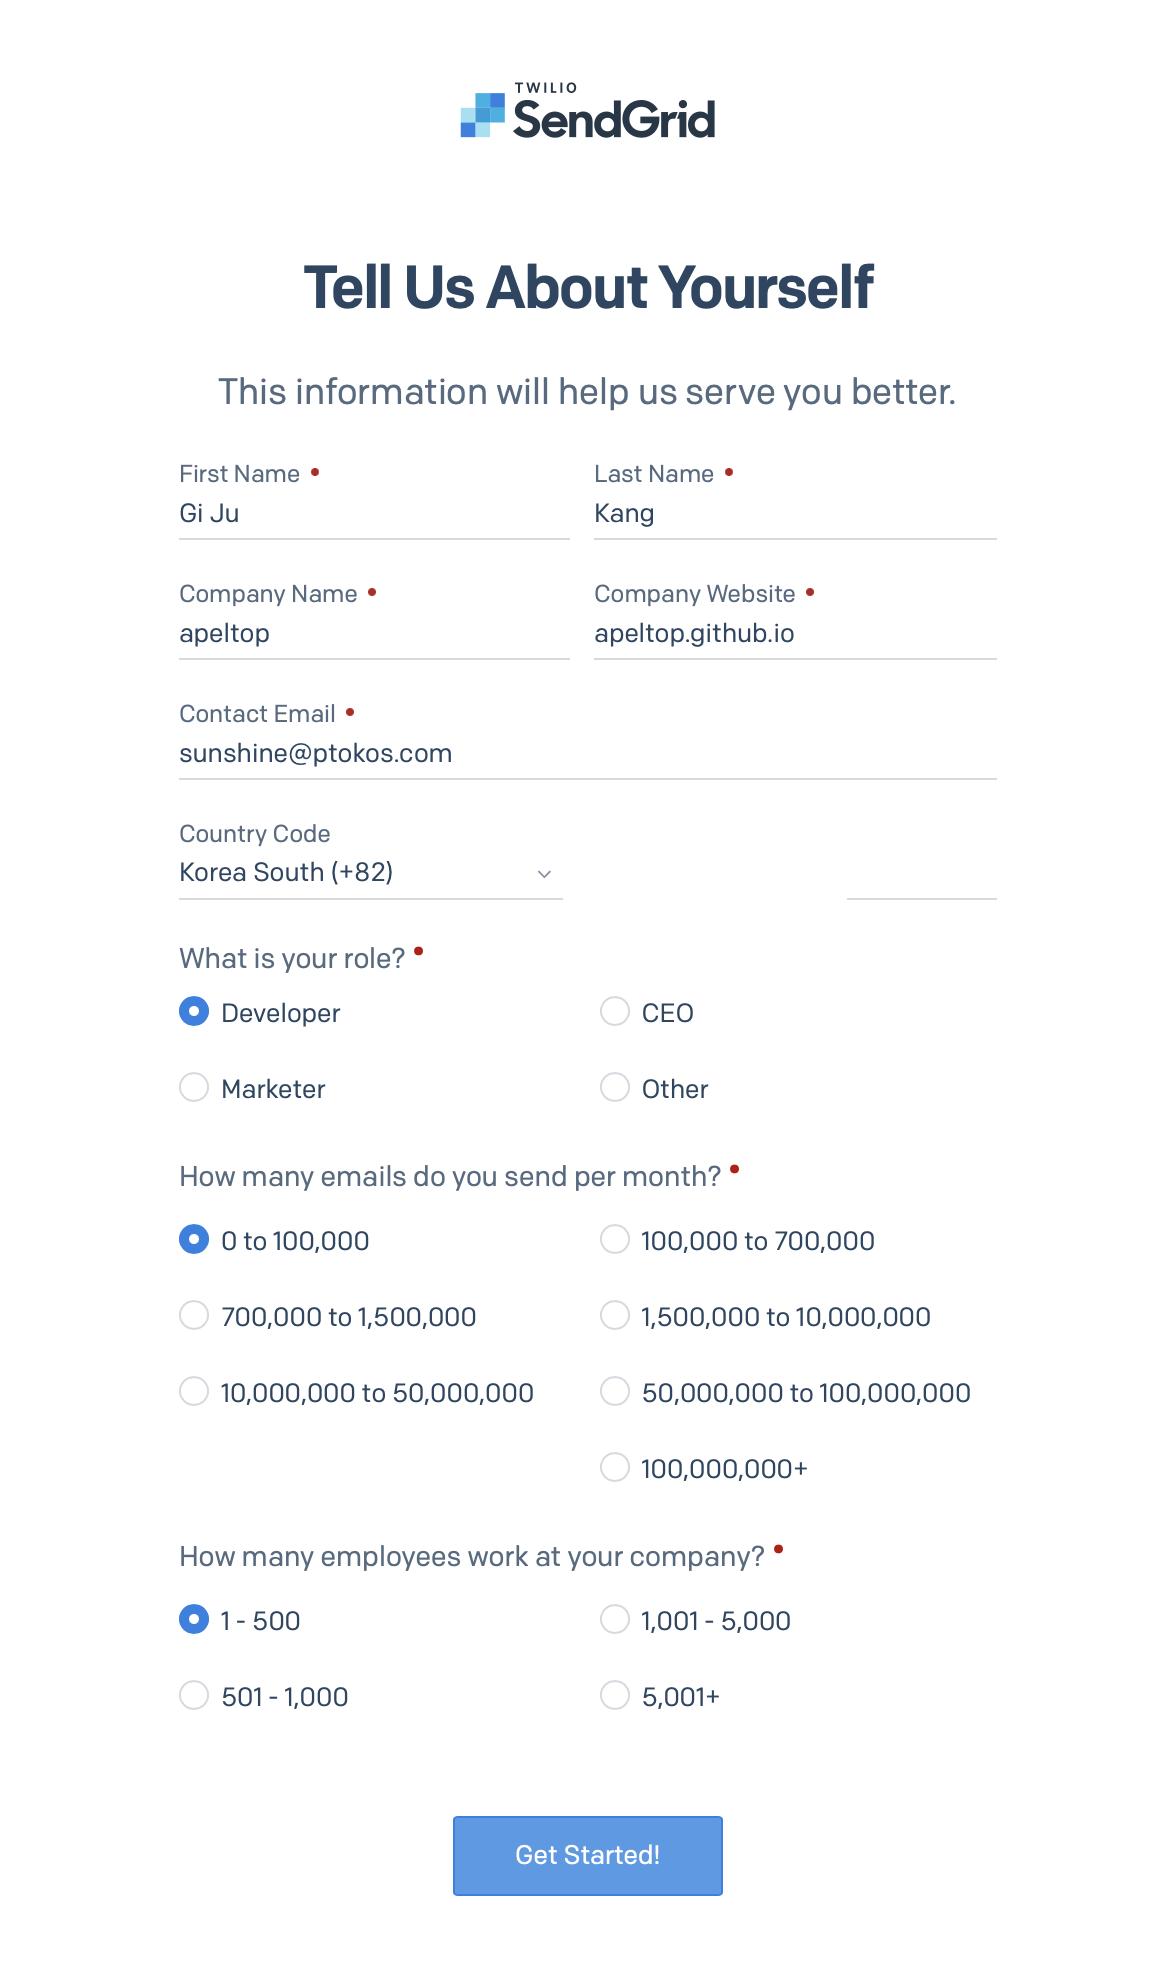 TWILIO
SendGrid
Tell Us About Yourself
This information will help us serve you better.
First Name
Last Name
Gi Ju
Kang
Company Name
Company Website
apeltop
apeltop.github.io
Contact Email
sunshine@ptokos.com
Country Code
Korea South (+82)
What is your role?
Developer
CEO
Marketer
Other
How many emails do you send per month?
0 to 100,000
100,000 to 700,000
700,000 to 1,500,000
1,500,000 to 10,000,000
10,000,000 to 50,000,000
50,000,000 to 100,000,000
100,000,000+
How many employees work at your company?
1 - 500
1,001 - 5,000
501 - 1,000
5,001+
Get Started!